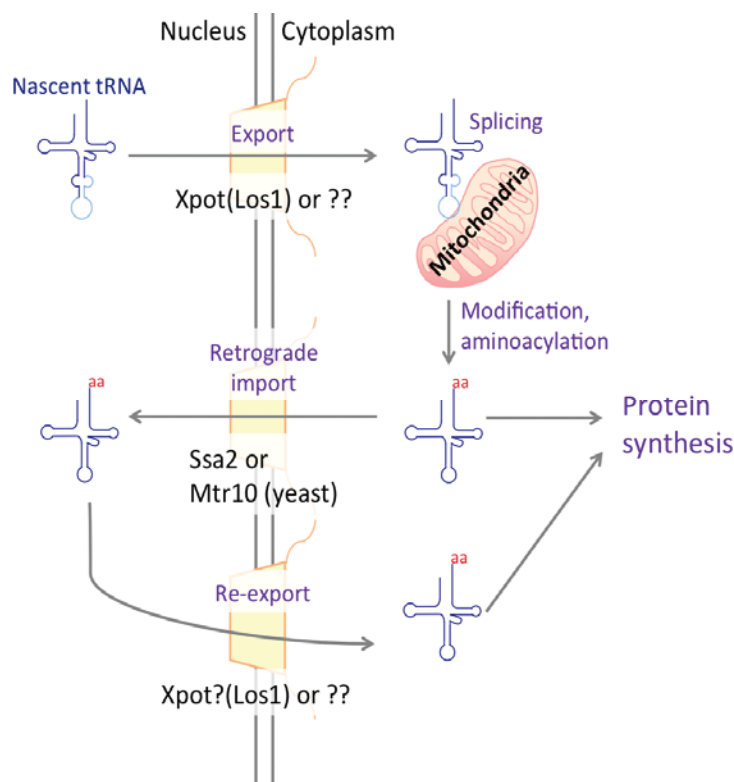 Nucleus
Cytoplasm
Nascent tRNA
Export
Splicing
Xpot(Los1) or ??
Mitochondria
Modification,
aminoacylation
Retrograde
import
aa
aa
Protein
synthesis
Ssa2 or
Mtr10 (yeast)
aa
Re-export
Xpot?(Los1) or ??